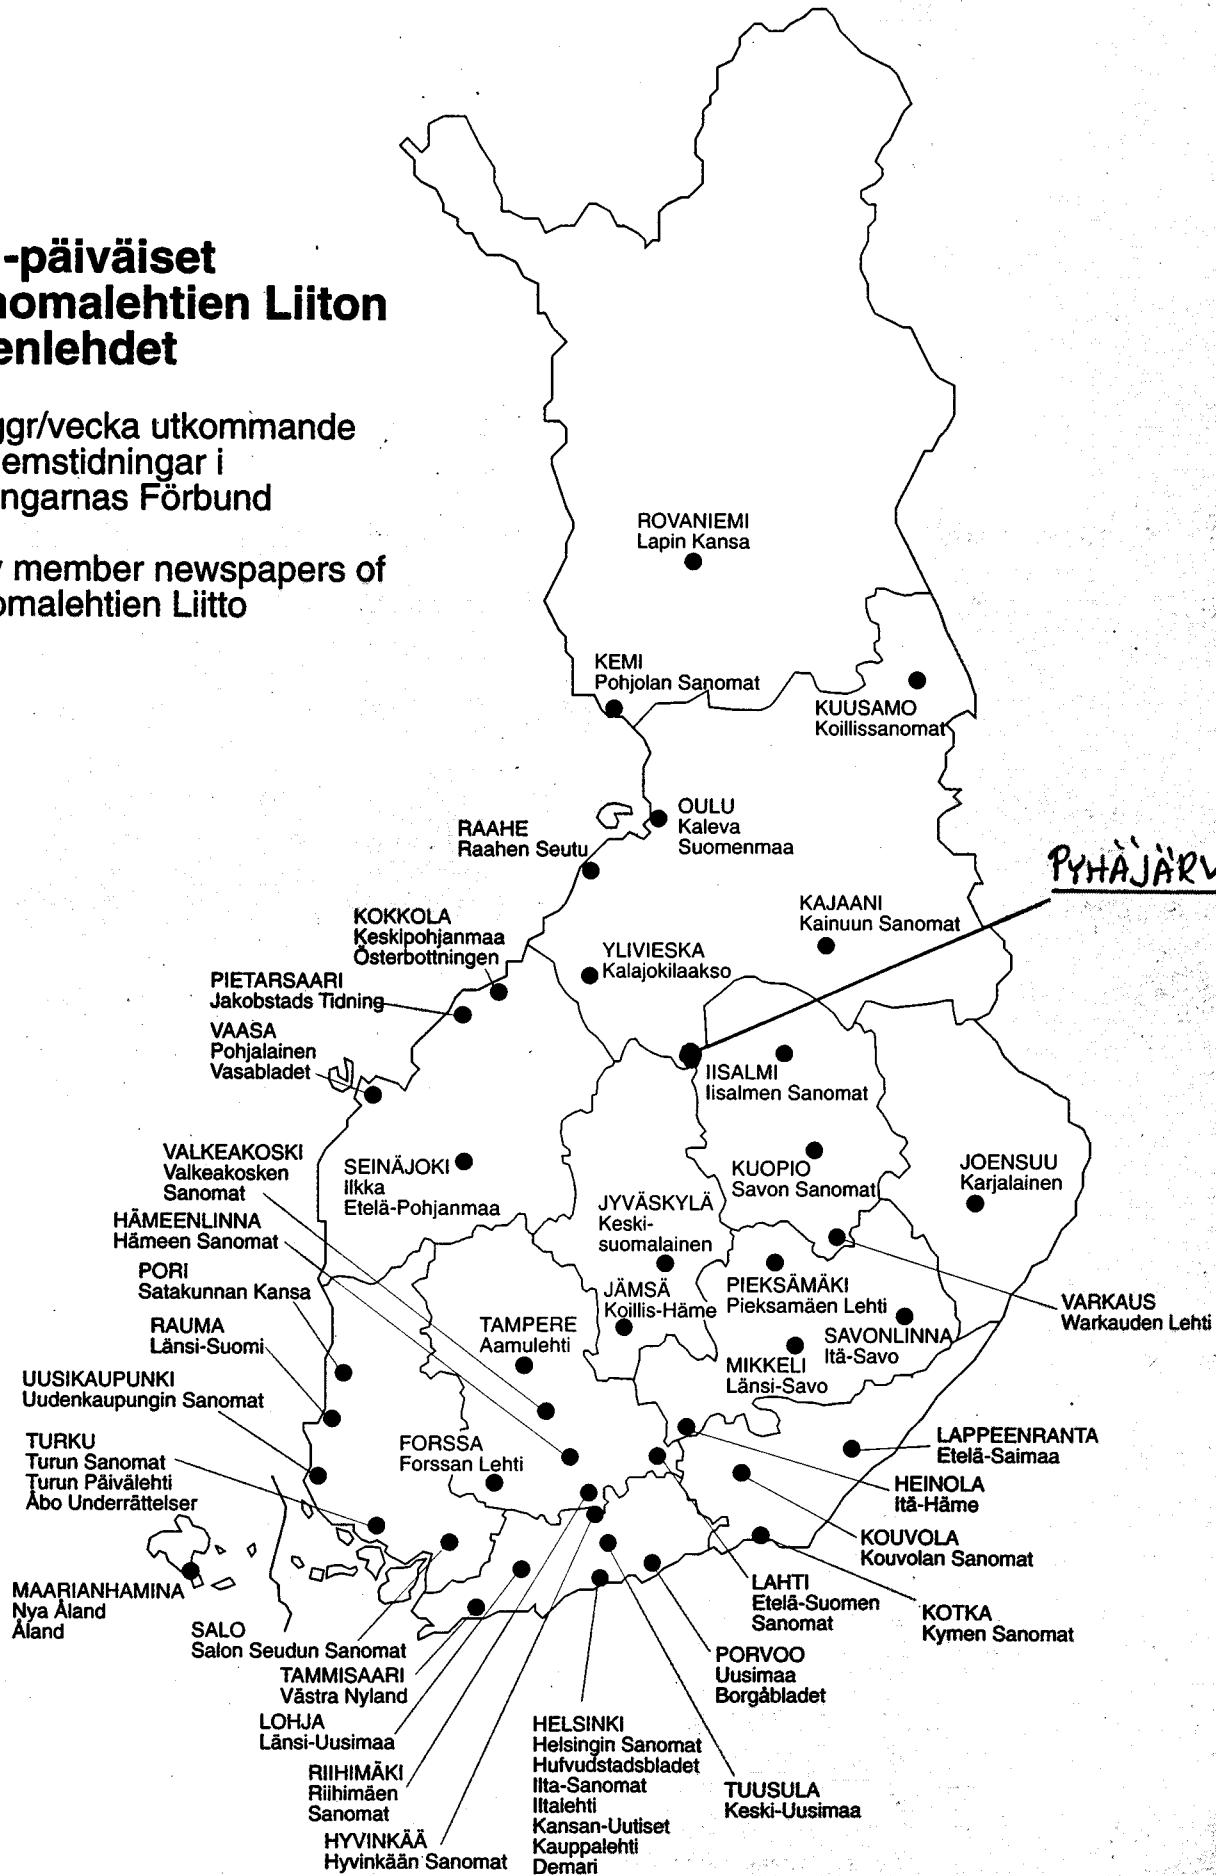 -päiväiset
nomalehtien Liiton
enlehdet
ggr/vecka utkommande
emstidningar i
ngarnas Förbund
member newspapers of
omalehtien Liitto
ROVANIEMI
Lapin Kansa
KEMI
Pohjolan Sanomat
KUUSAMO
Koillissanomat
OULU
Kaleva
Suomenmaa
RAAHE
Raahen Seutu
PYHÄJÄRV
KAJAANI
Kainuun Sanomat
KOKKOLA
Keskipohjanmaa
Österbottningen
YLIVIESKA
Kalajokilaakso
PIETARSAARI
Jakobstads Tidning
VAASA
Pohjalainen
Vasabladet
IISALMI
Iisalmen Sanomat
VALKEAKOSKI
Valkeakosken
Sanomat
SEINÄJOKI
Ilkka
Etelä-Pohjanmaa
KUOPIO
Savon Sanomat
JOENSUU
Karjalainen
JYVÄSKYLÄ
Keski-
suomalainen
HÄMEENLINNA
Hämeen Sanomat
PORI
Satakunnan Kansa
JÄMSÄ
Koillis-Häme
PIEKSÄMÄKI
Pieksamäen Lehti
VARKAUS
Warkauden Lehti
RAUMA
Länsi-Suomi
TAMPERE
Aamulehti
SAVONLINNA
Itä-Savo
MIKKELI
Länsi-Savo
UUSIKAUPUNKI
Uudenkaupungin Sanomat
TURKU
Turun Sanomat
Turun Päivälehti
Åbo Underrättelser
FORSSA
Forssan Lehti
LAPPEENRANTA
Etelä-Saimaa
HEINOLA
Itä-Häme
KOUVOLA
Kouvolan Sanomat
MAARIANHAMINA
Nya Åland
Åland
LAHTI
Etelä-Suomen
Sanomat
KOTKA
Kymen Sanomat
SALO
Salon Seudun Sanomat
TAMMISAARI
Västra Nyland
PORVOO
Uusimaa
Borgåbladet
LOHJA
Länsi-Uusimaa
HELSINKI
Helsingin Sanomat
Hufvudstadsbladet
Ilta-Sanomat
Iltalehti
Kansan-Uutiset
Kauppalehti
Demari
RIIHIMÄKI
Riihimäen
Sanomat
TUUSULA
Keski-Uusimaa
HYVINKÄÄ
Hyvinkään Sanomat